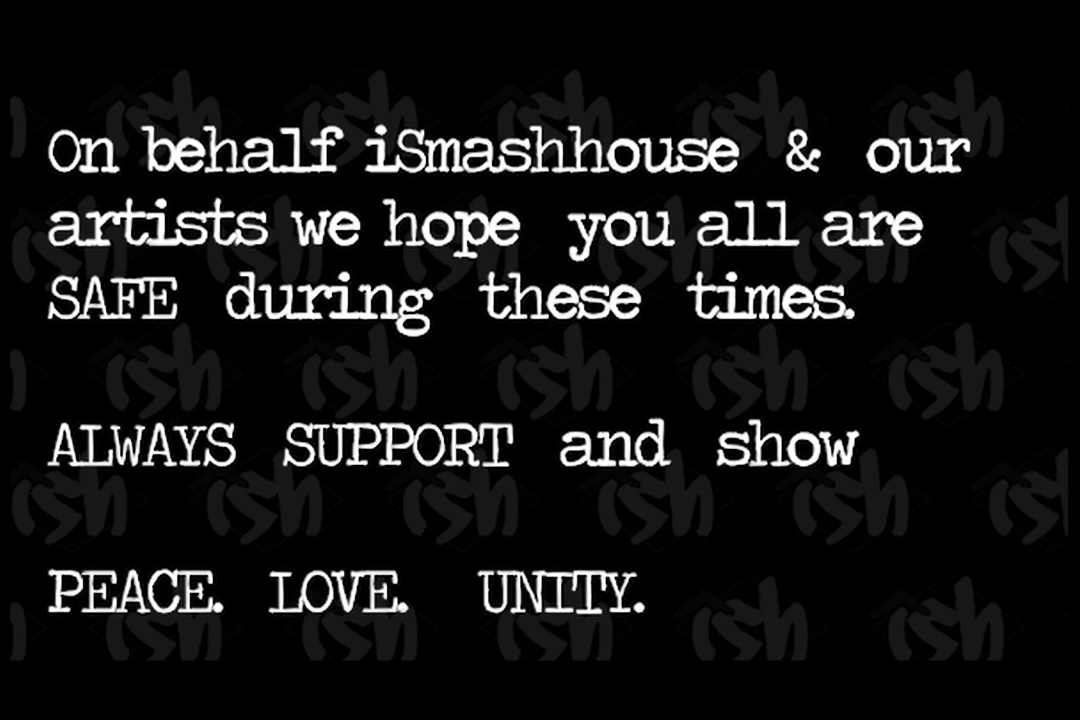 On behalf iSmashhouse & our
artists we hope you all are
SAFE during these times.
ALWAYS SUPPORT and show
PEACE. LOVE. UNITY.